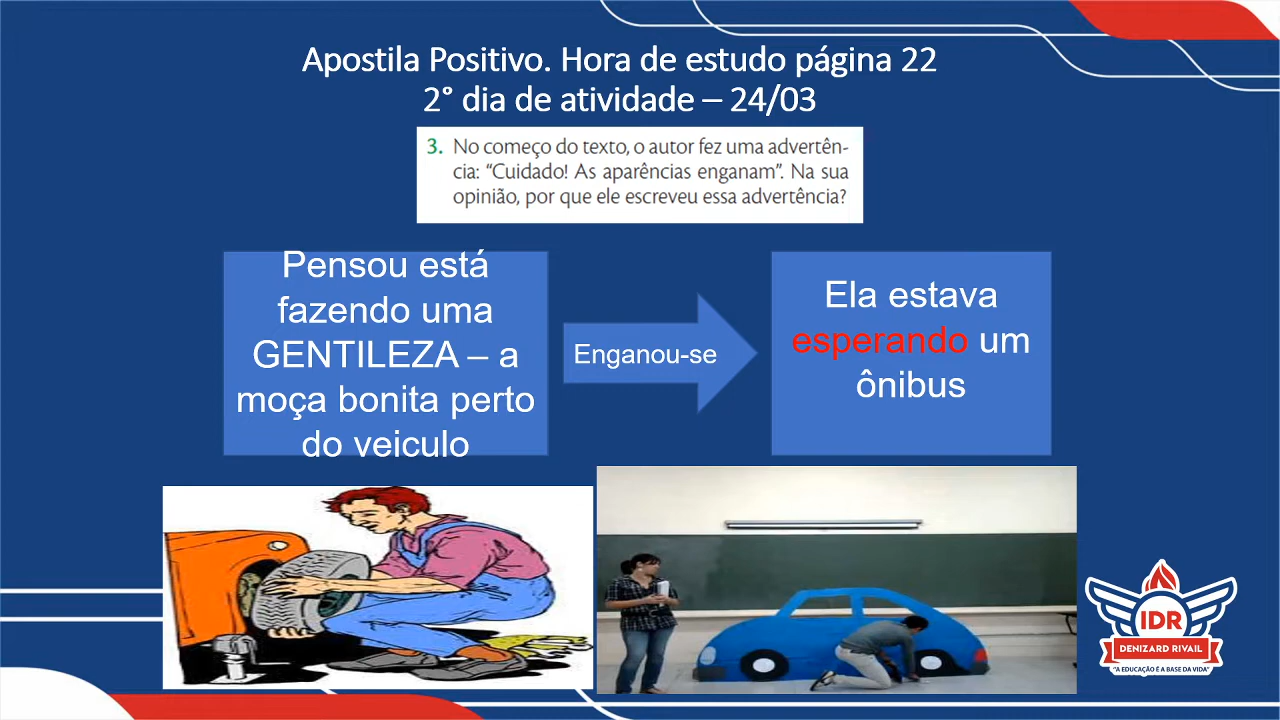 Apostila Positivo. Hora de estudo página 22
2° dia de atividade – 24/03
3. No começo do texto, o autor fez uma advertên-
cia: “Cuidado! As aparências enganam”. Na sua
opinião, por que ele escreveu essa advertência?
Pensou está
fazendo uma
GENTILEZA – a
moça bonita perto
do veiculo
Enganou-se
Ela estava
esperando um
ônibus
IDR
DENIZARD RIVAIL
"A EDUCAÇÃO É A BASE DA VIDA"